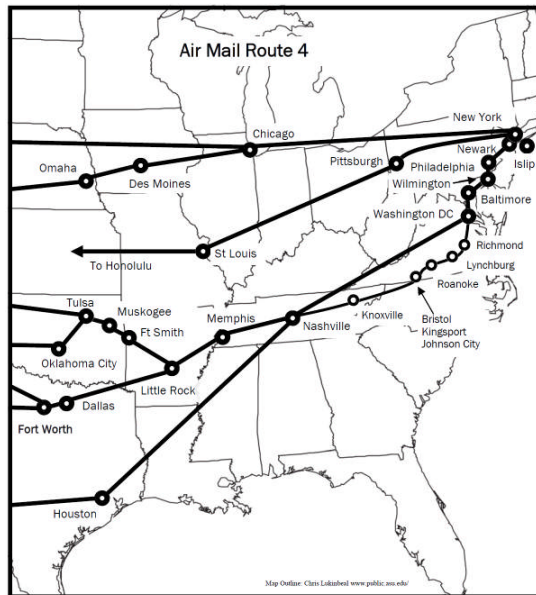 Air Mail Route 4
New York
Chicago
Newark
Pittsburgh
Philadelphia
Islip
Omaha
Des Moines
Wilmington
Baltimore
Washington DC
Richmond
St Louis
To Honolulu
Lynchburg
Roanoke
Tulsa
Muskogee
Ft Smith
Memphis
Nashville
Knoxville
Bristol
Kingsport
Johnson City
Oklahoma City
Little Rock
Dallas
Fort Worth
Houston
Map Outline: Chris Lukinbeal www.public.asu.edu/